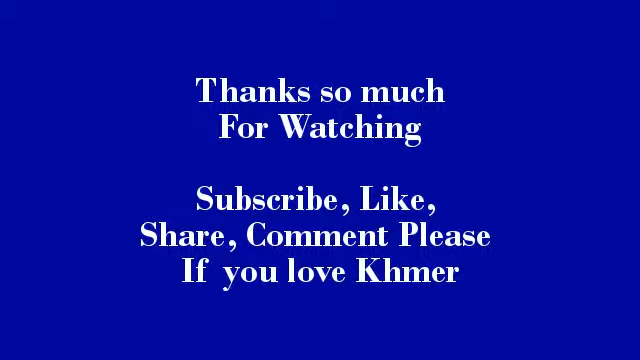 Thanks so much
For Watching
Subscribe, Like,
Share, Comment Please
If you love Khmer